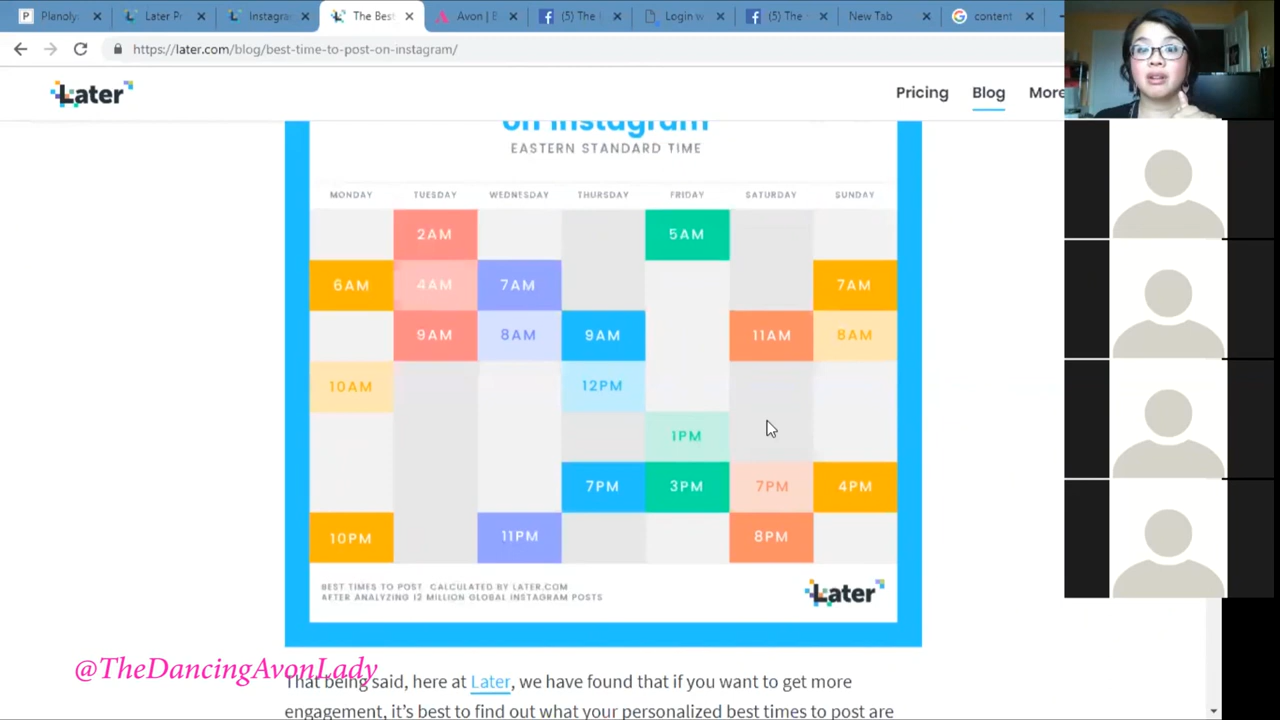 Planoly
Later Pr
Instagra
The Bes
Avon | B
(5) The
Login w
(5) The
New Tab
content
https://later.com/blog/best-time-to-post-on-instagram/
Later
Pricing
Blog
More
on Instagram
EASTERN STANDARD TIME
MONDAY TUESDAY WEDNESDAY THURSDAY FRIDAY SATURDAY SUNDAY
2AM 5AM
6AM 4AM 7AM 7AM
9AM 8AM 9AM 11AM 8AM
10AM 12PM
1PM
7PM 3PM 7PM 4PM
10PM 11PM 8PM
BEST TIMES TO POST CALCULATED BY LATER.COM
AFTER ANALYZING 12 MILLION GLOBAL INSTAGRAM POSTS
Later
@TheDancingAvonLady
That being said, here at Later, we have found that if you want to get more
engagement, it's best to find out what your personalized best times to post are